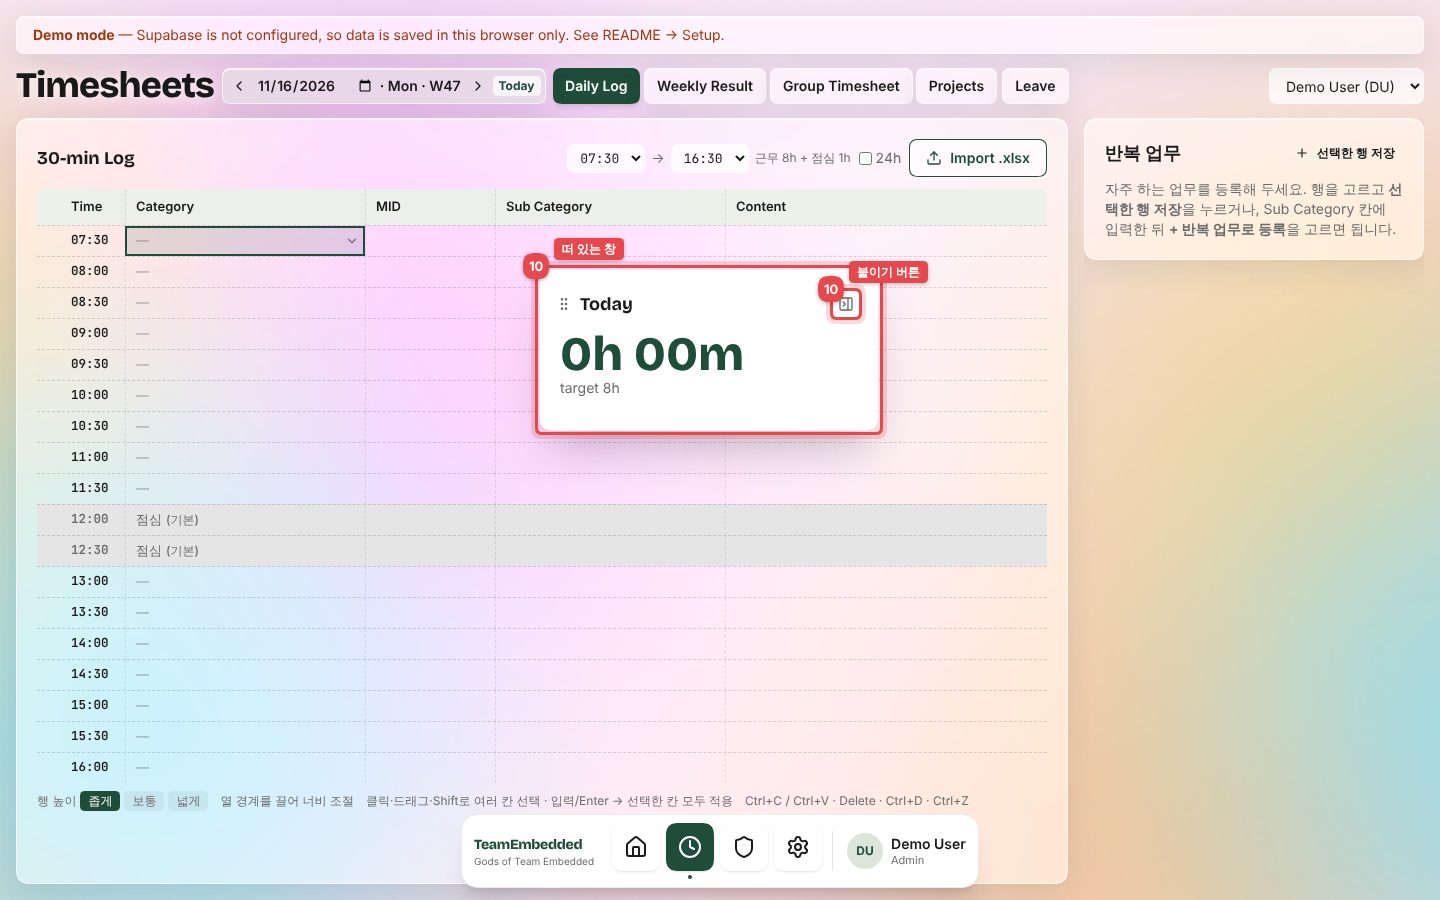 Demo mode — Supabase is not configured, so data is saved in this browser only. See README → Setup.
Timesheets
11/16/2026 · Mon · W47 Today
Daily Log
Weekly Result
Group Timesheet
Projects
Leave
Demo User (DU)
30-min Log
07:30 → 16:30 근무 8h + 점심 1h 24h Import .xlsx
Time Category MID Sub Category Content
07:30 —
08:00 —
08:30 —
09:00 —
09:30 —
10:00 —
10:30 —
11:00 —
11:30 —
12:00 점심 (기본)
12:30 점심 (기본)
13:00 —
13:30 —
14:00 —
14:30 —
15:00 —
15:30 —
16:00 —
떠 있는 창
10
붙이기 버튼
10
Today
0h 00m
target 8h
반복 업무
+ 선택한 행 저장
자주 하는 업무를 등록해 두세요. 행을 고르고 선
택한 행 저장을 누르거나, Sub Category 칸에
입력한 뒤 + 반복 업무로 등록을 고르면 됩니다.
행 높이 좁게 보통 넓게 열 경계를 끌어 너비 조절 클릭·드래그·Shift로 여러 칸 선택 · 입력/Enter → 선택한 칸 모두 적용 Ctrl+C / Ctrl+V · Delete · Ctrl+D · Ctrl+Z
TeamEmbedded
Gods of Team Embedded
DU
Demo User
Admin